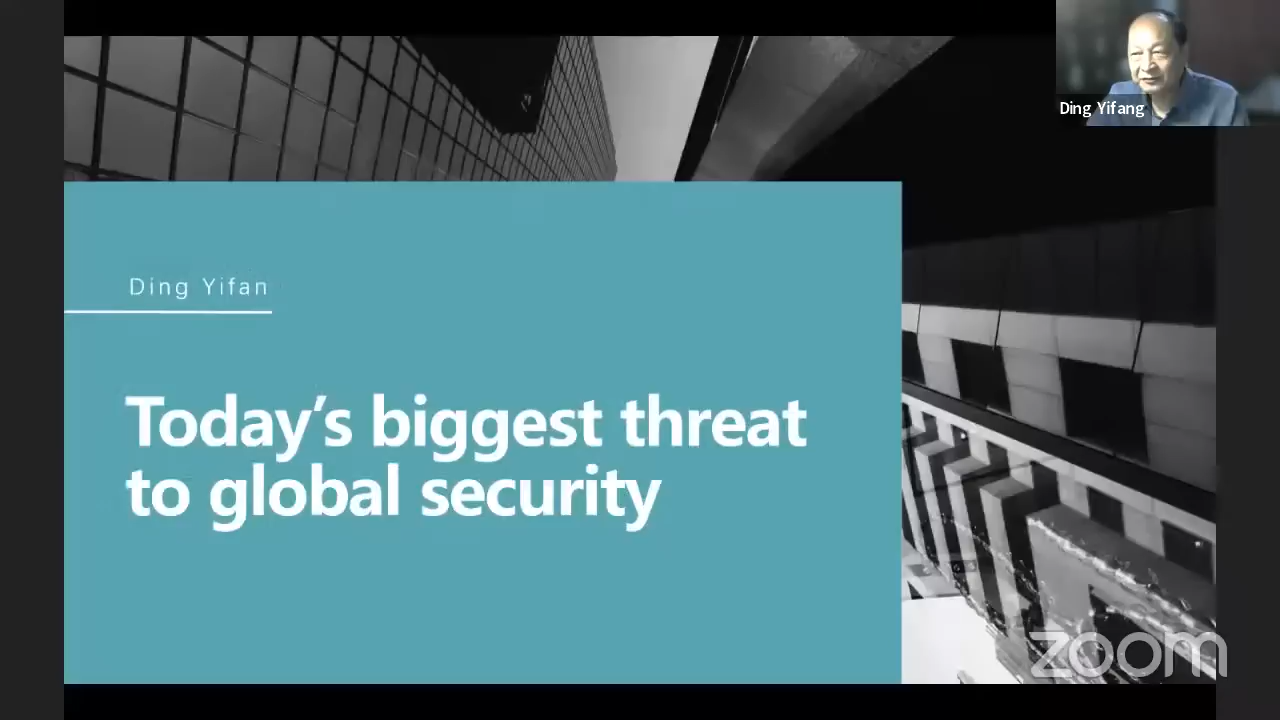 Ding Yifang
Ding Yifan
Today's biggest threat
to global security
zoom